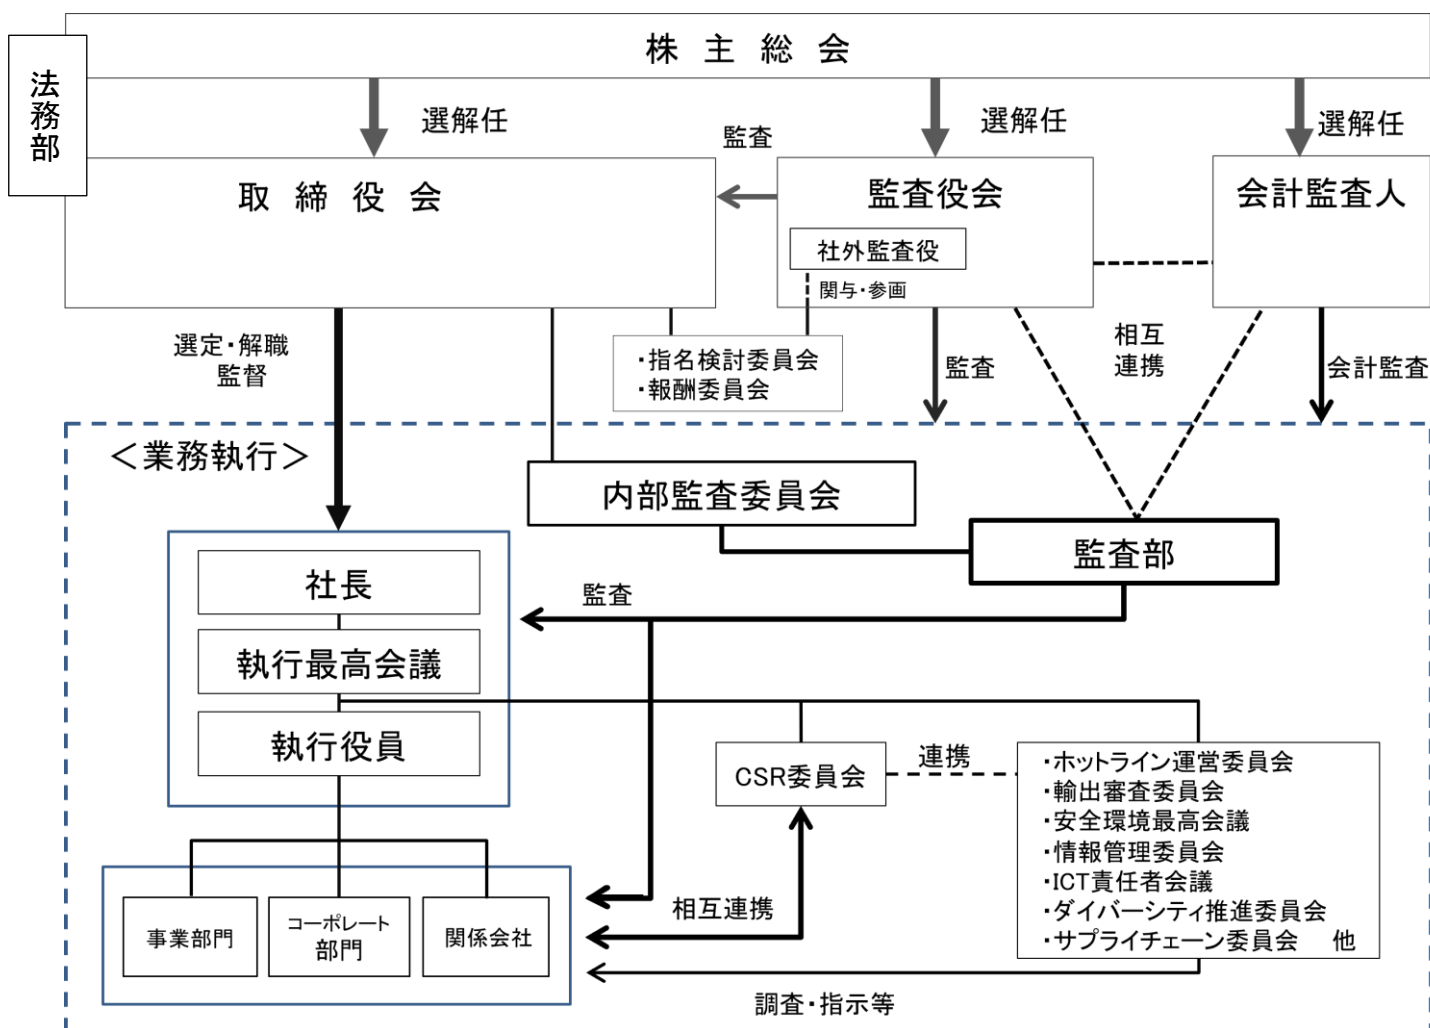 株主総会
法務部
選解任
選解任
選解任
監査
取締役会
監査役会
会計監査人
社外監査役
関与・参画
選定・解職
監督
・指名検討委員会
・報酬委員会
監査
相互
連携
会計監査
＜業務執行＞
内部監査委員会
監査部
社長
監査
執行最高会議
執行役員
CSR委員会
連携
・ホットライン運営委員会
・輸出審査委員会
・安全環境最高会議
・情報管理委員会
・ICT責任者会議
・ダイバーシティ推進委員会
・サプライチェーン委員会　他
相互連携
事業部門
コーポレート
部門
関係会社
調査・指示等